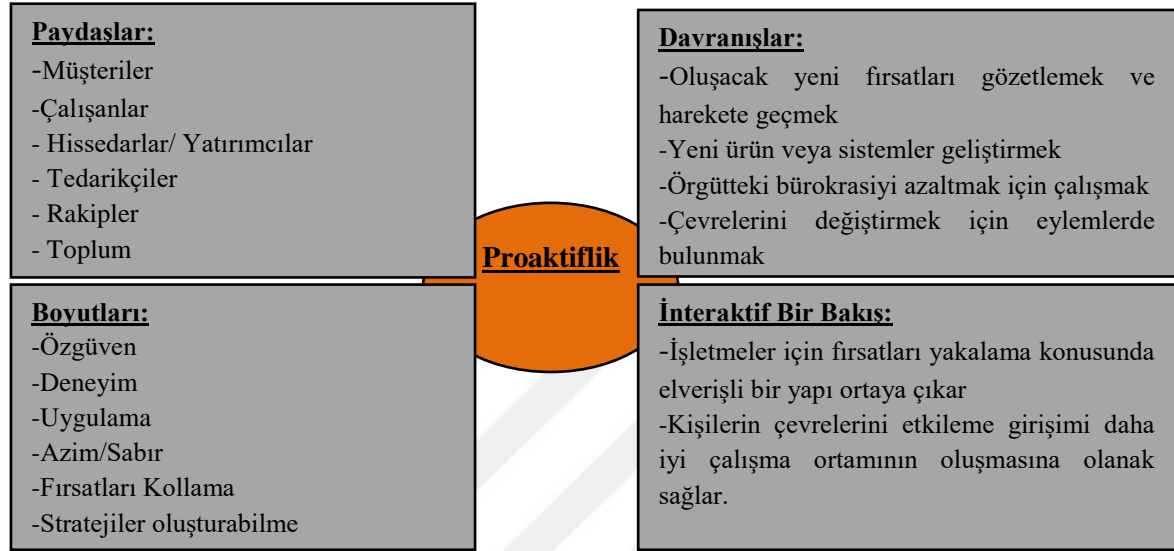 Paydaşlar:
-Müşteriler
-Çalışanlar
- Hissedarlar/ Yatırımcılar
- Tedarikçiler
- Rakipler
- Toplum
Davranışlar:
-Oluşacak yeni fırsatları gözetlemek ve
harekete geçmek
-Yeni ürün veya sistemler geliştirmek
-Örgütteki bürokrasiyi azaltmak için çalışmak
-Çevrelerini değiştirmek için eylemlerde
bulunmak
Proaktiflik
Boyutları:
-Özgüven
-Deneyim
-Uygulama
-Azim/Sabır
-Fırsatları Kollama
-Stratejiler oluşturabilme
İnteraktif Bir Bakış:
-İşletmeler için fırsatları yakalama konusunda
elverişli bir yapı ortaya çıkar
-Kişilerin çevrelerini etkileme girişimi daha
iyi çalışma ortamının oluşmasına olanak
sağlar.